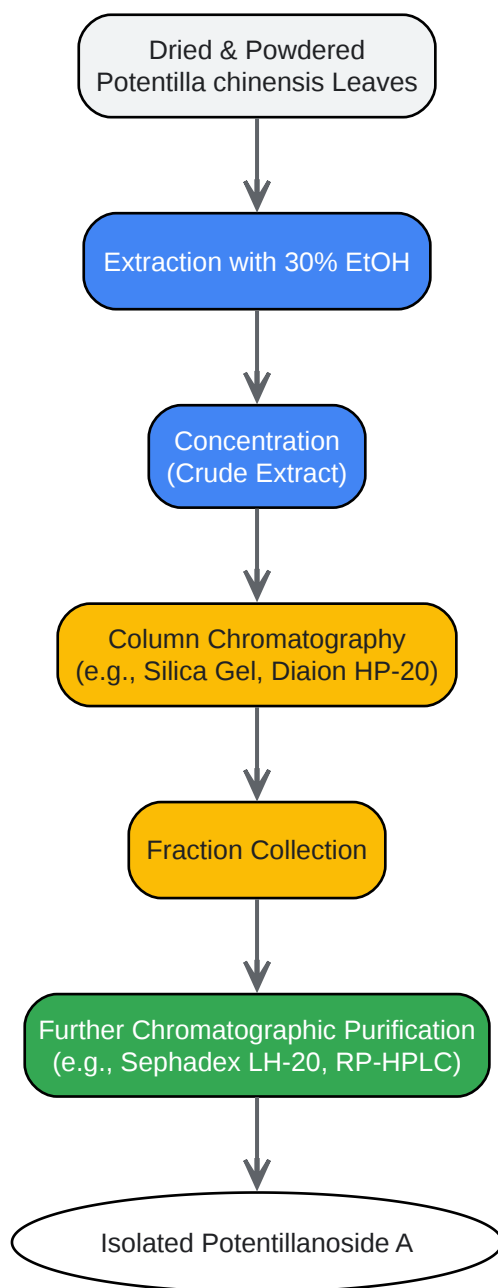 Dried & Powdered
Potentilla chinensis Leaves
Extraction with 30% EtOH
Concentration
(Crude Extract)
Column Chromatography
(e.g., Silica Gel, Diaion HP-20)
Fraction Collection
Further Chromatographic Purification
(e.g., Sephadex LH-20, RP-HPLC)
Isolated Potentillanoside A